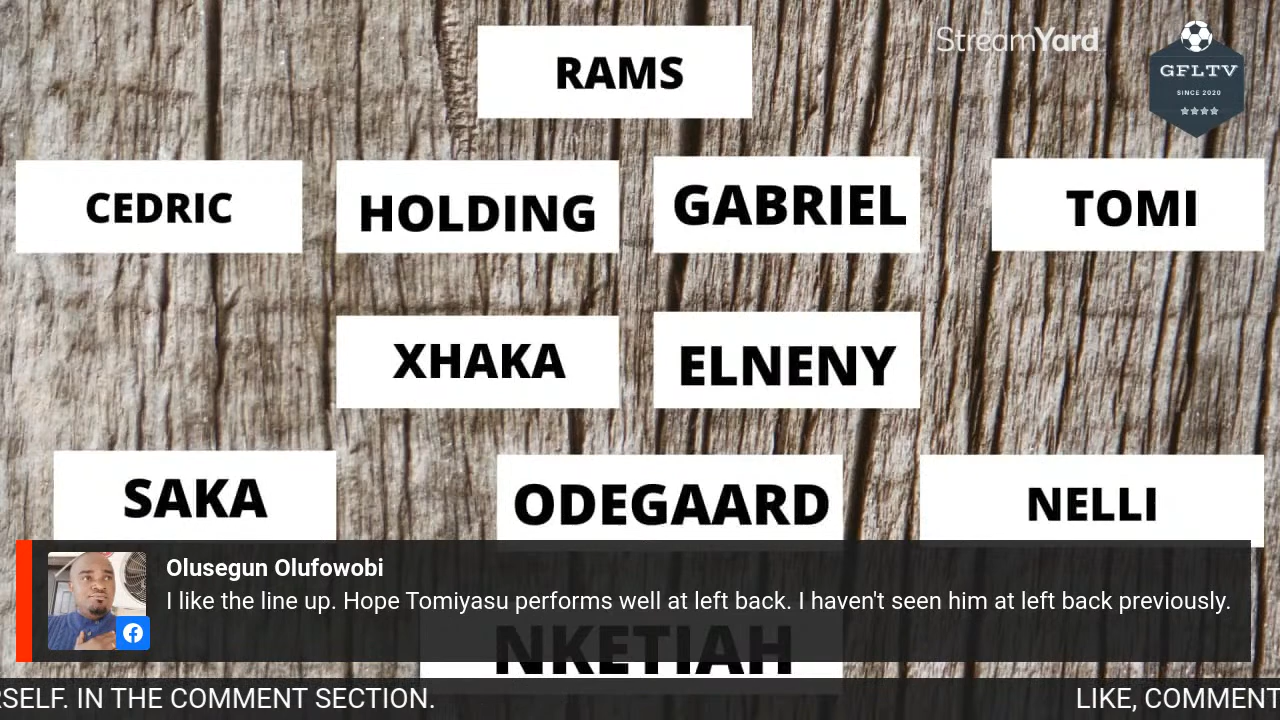 StreamYard
GFLTV
SINCE 2020
RAMS
CEDRIC
HOLDING
GABRIEL
TOMI
XHAKA
ELNENY
SAKA
ODEGAARD
NELLI
Olusegun Olufowobi
I like the line up. Hope Tomiyasu performs well at left back. I haven't seen him at left back previously.
NKETIAH
RSELF. IN THE COMMENT SECTION.
LIKE, COMMENT